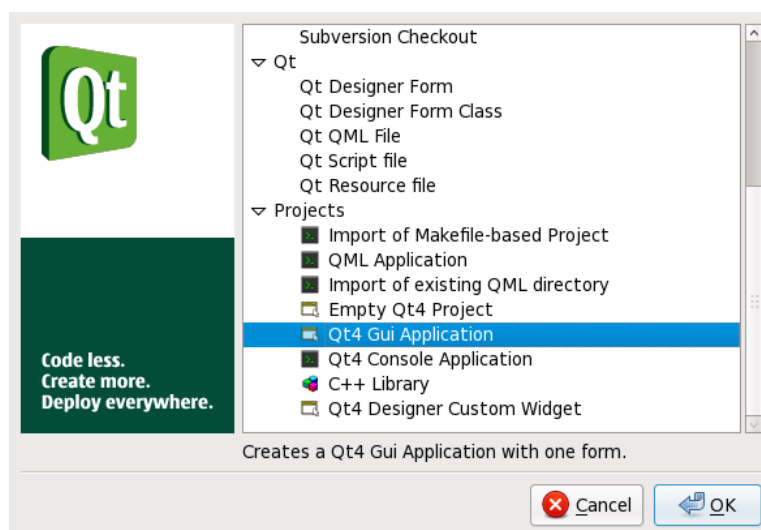 Qt
Code less.
Create more.
Deploy everywhere.
Subversion Checkout
Qt
Qt Designer Form
Qt Designer Form Class
Qt QML File
Qt Script file
Qt Resource file
Projects
Import of Makefile-based Project
QML Application
Import of existing QML directory
Empty Qt4 Project
Qt4 Gui Application
Qt4 Console Application
C++ Library
Qt4 Designer Custom Widget
Creates a Qt4 Gui Application with one form.
Cancel
OK